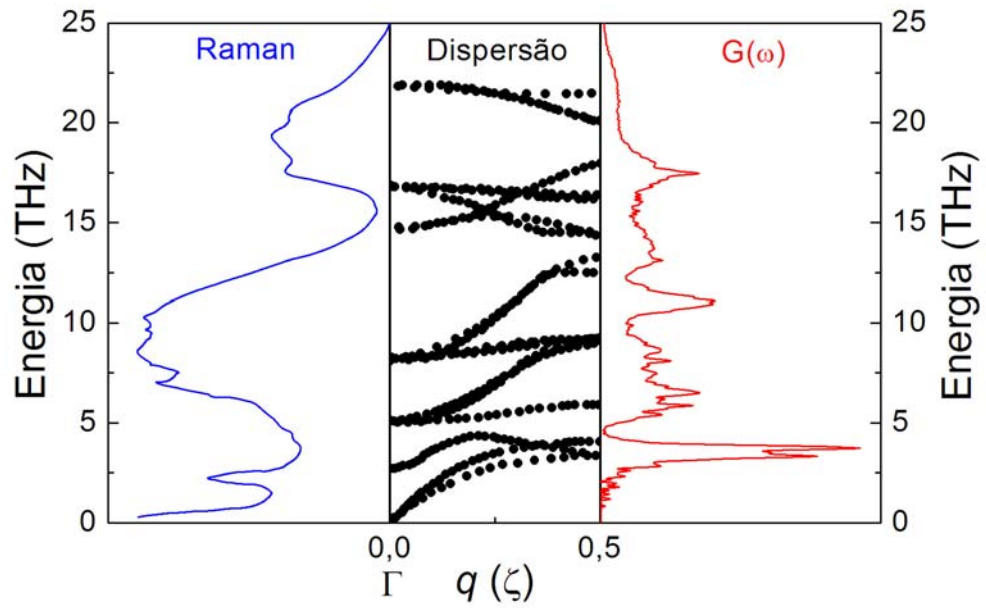 Raman
Dispersão
G(ω)
Energia (THz)
25
20
15
10
5
0
25
20
15
10
5
0
Energia (THz)
0,0
0,5
Γ
q (ζ)